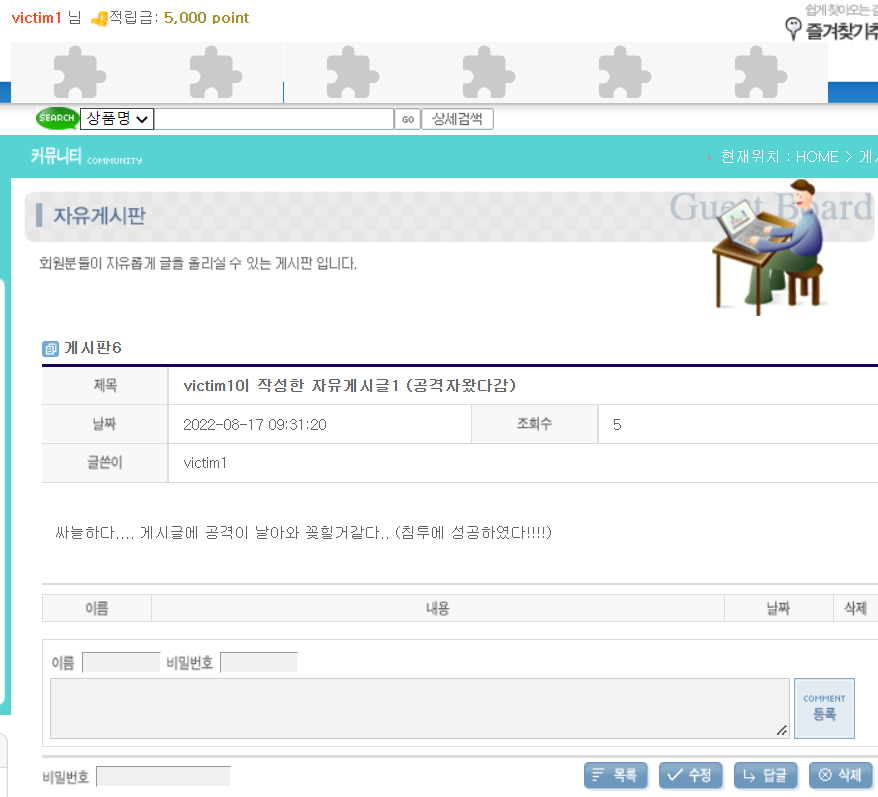 victim1 님 적립금: 5,000 point
쉽게 찾아오는
즐겨찾기
SEARCH 상품명 GO 상세검색
커뮤니티 COMMUNITY 현재위치 : HOME > 게시
자유게시판 Guest Board
회원분들이 자유롭게 글을 올리실 수 있는 게시판 입니다.
게시판6
제목 victim1이 작성한 자유게시글1 (공격자왔다감)
날짜 2022-08-17 09:31:20 조회수 5
글쓴이 victim1
싸늘하다.... 게시글에 공격이 날아와 꽂힐거같다.. (침투에 성공하였다!!!!)
이름 내용 날짜 삭제
이름 비밀번호
COMMENT
등록
비밀번호 목록 수정 답글 삭제